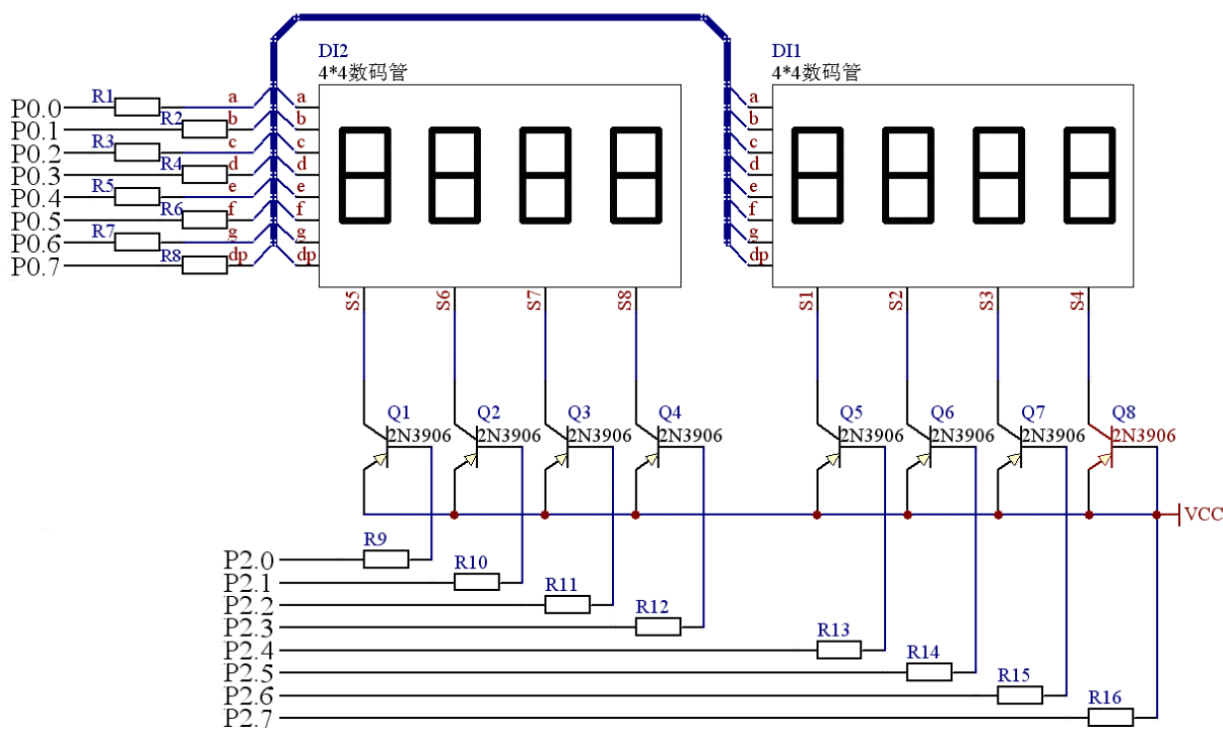 DI2
4*4数码管
DI1
4*4数码管
P0.0 R1 a a a
P0.1 R2 b b b
P0.2 R3 c c c
P0.3 R4 d d d
P0.4 R5 e e e
P0.5 R6 f f f
P0.6 R7 g g g
P0.7 R8 dp dp dp
S5 S6 S7 S8 S1 S2 S3 S4
Q1 Q2 Q3 Q4 Q5 Q6 Q7 Q8
2N3906 2N3906 2N3906 2N3906 2N3906 2N3906 2N3906 2N3906
VCC
P2.0 R9
P2.1 R10
P2.2 R11
P2.3 R12
P2.4 R13
P2.5 R14
P2.6 R15
P2.7 R16